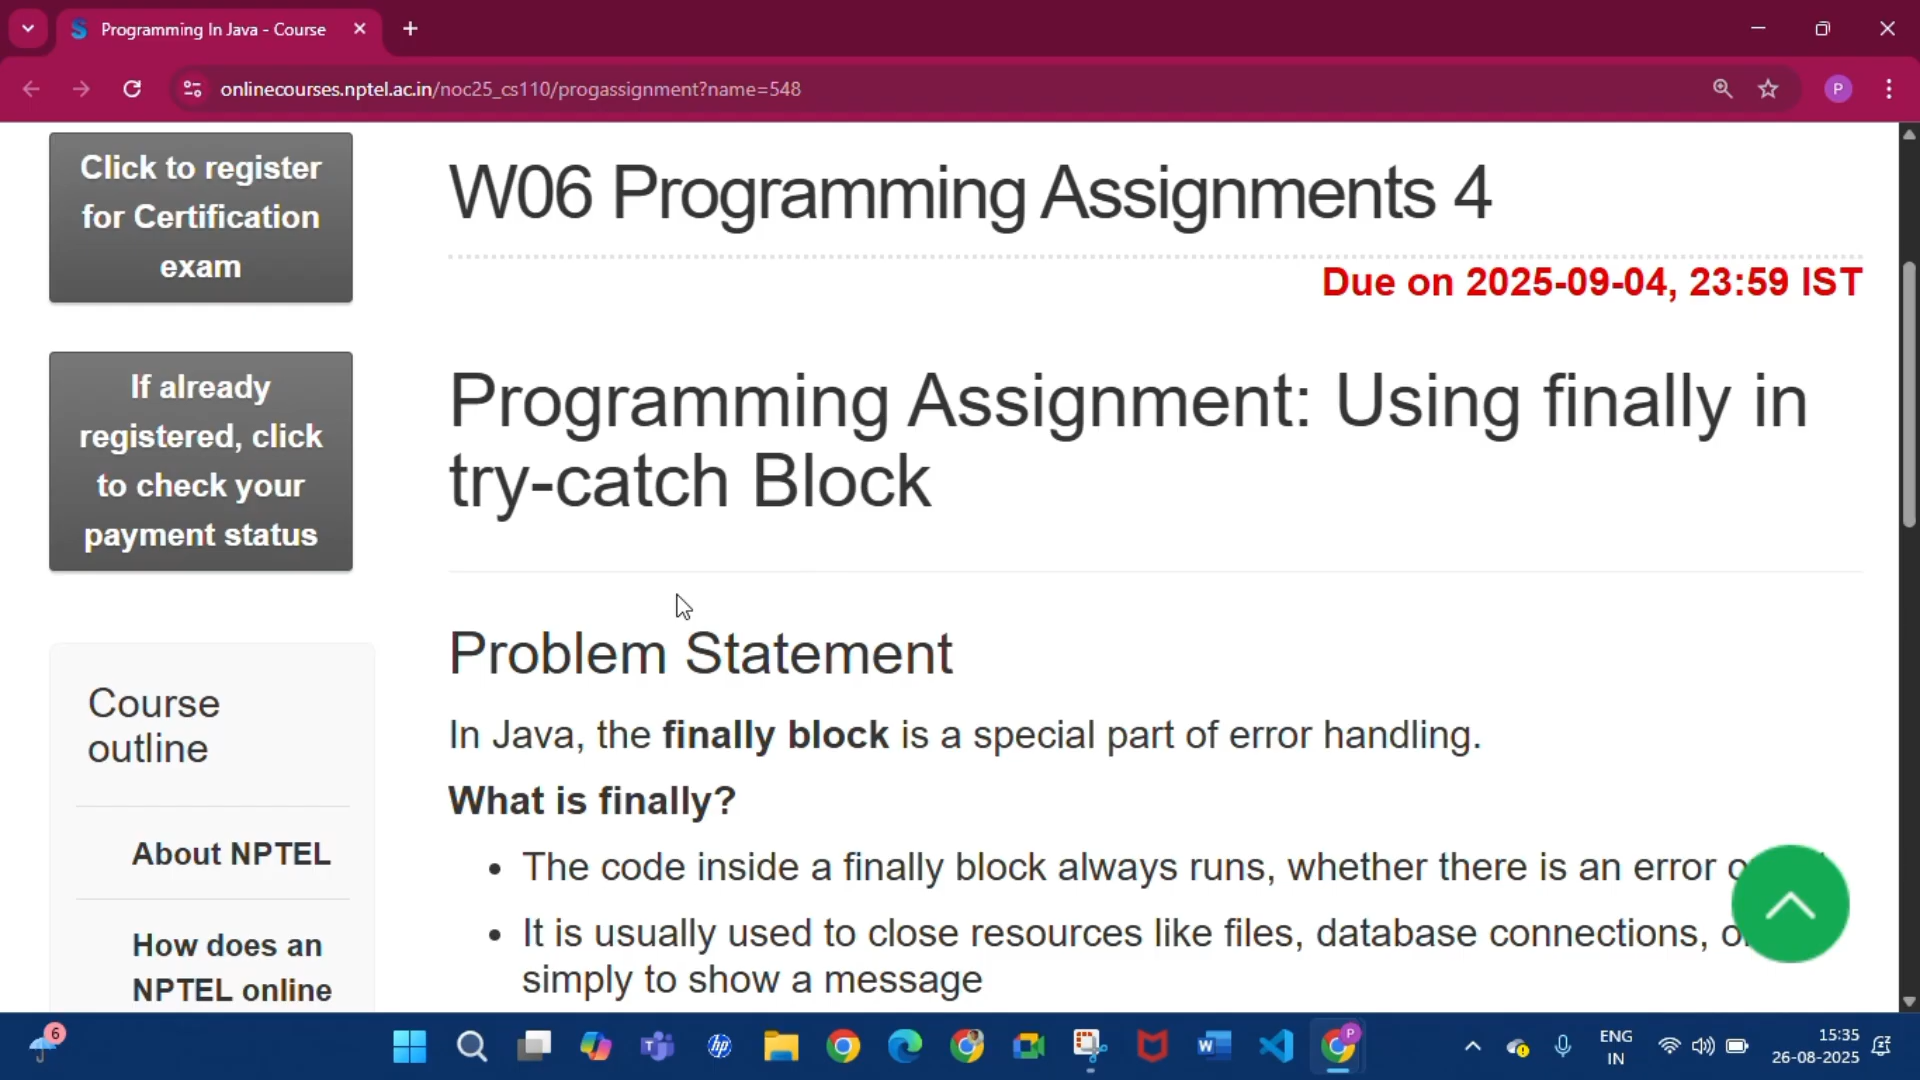 Programming In Java - Course
onlinecourses.nptel.ac.in/noc25_cs110/progassignment?name=548
P
Click to register
for Certification
exam
If already
registered, click
to check your
payment status
Course
outline
About NPTEL
How does an
NPTEL online
W06 Programming Assignments 4
Due on 2025-09-04, 23:59 IST
Programming Assignment: Using finally in
try-catch Block
Problem Statement
In Java, the finally block is a special part of error handling.
What is finally?
• The code inside a finally block always runs, whether there is an error
• It is usually used to close resources like files, database connections,
simply to show a message
6
T
hp
W
P
ENG
IN
15:35
26-08-2025